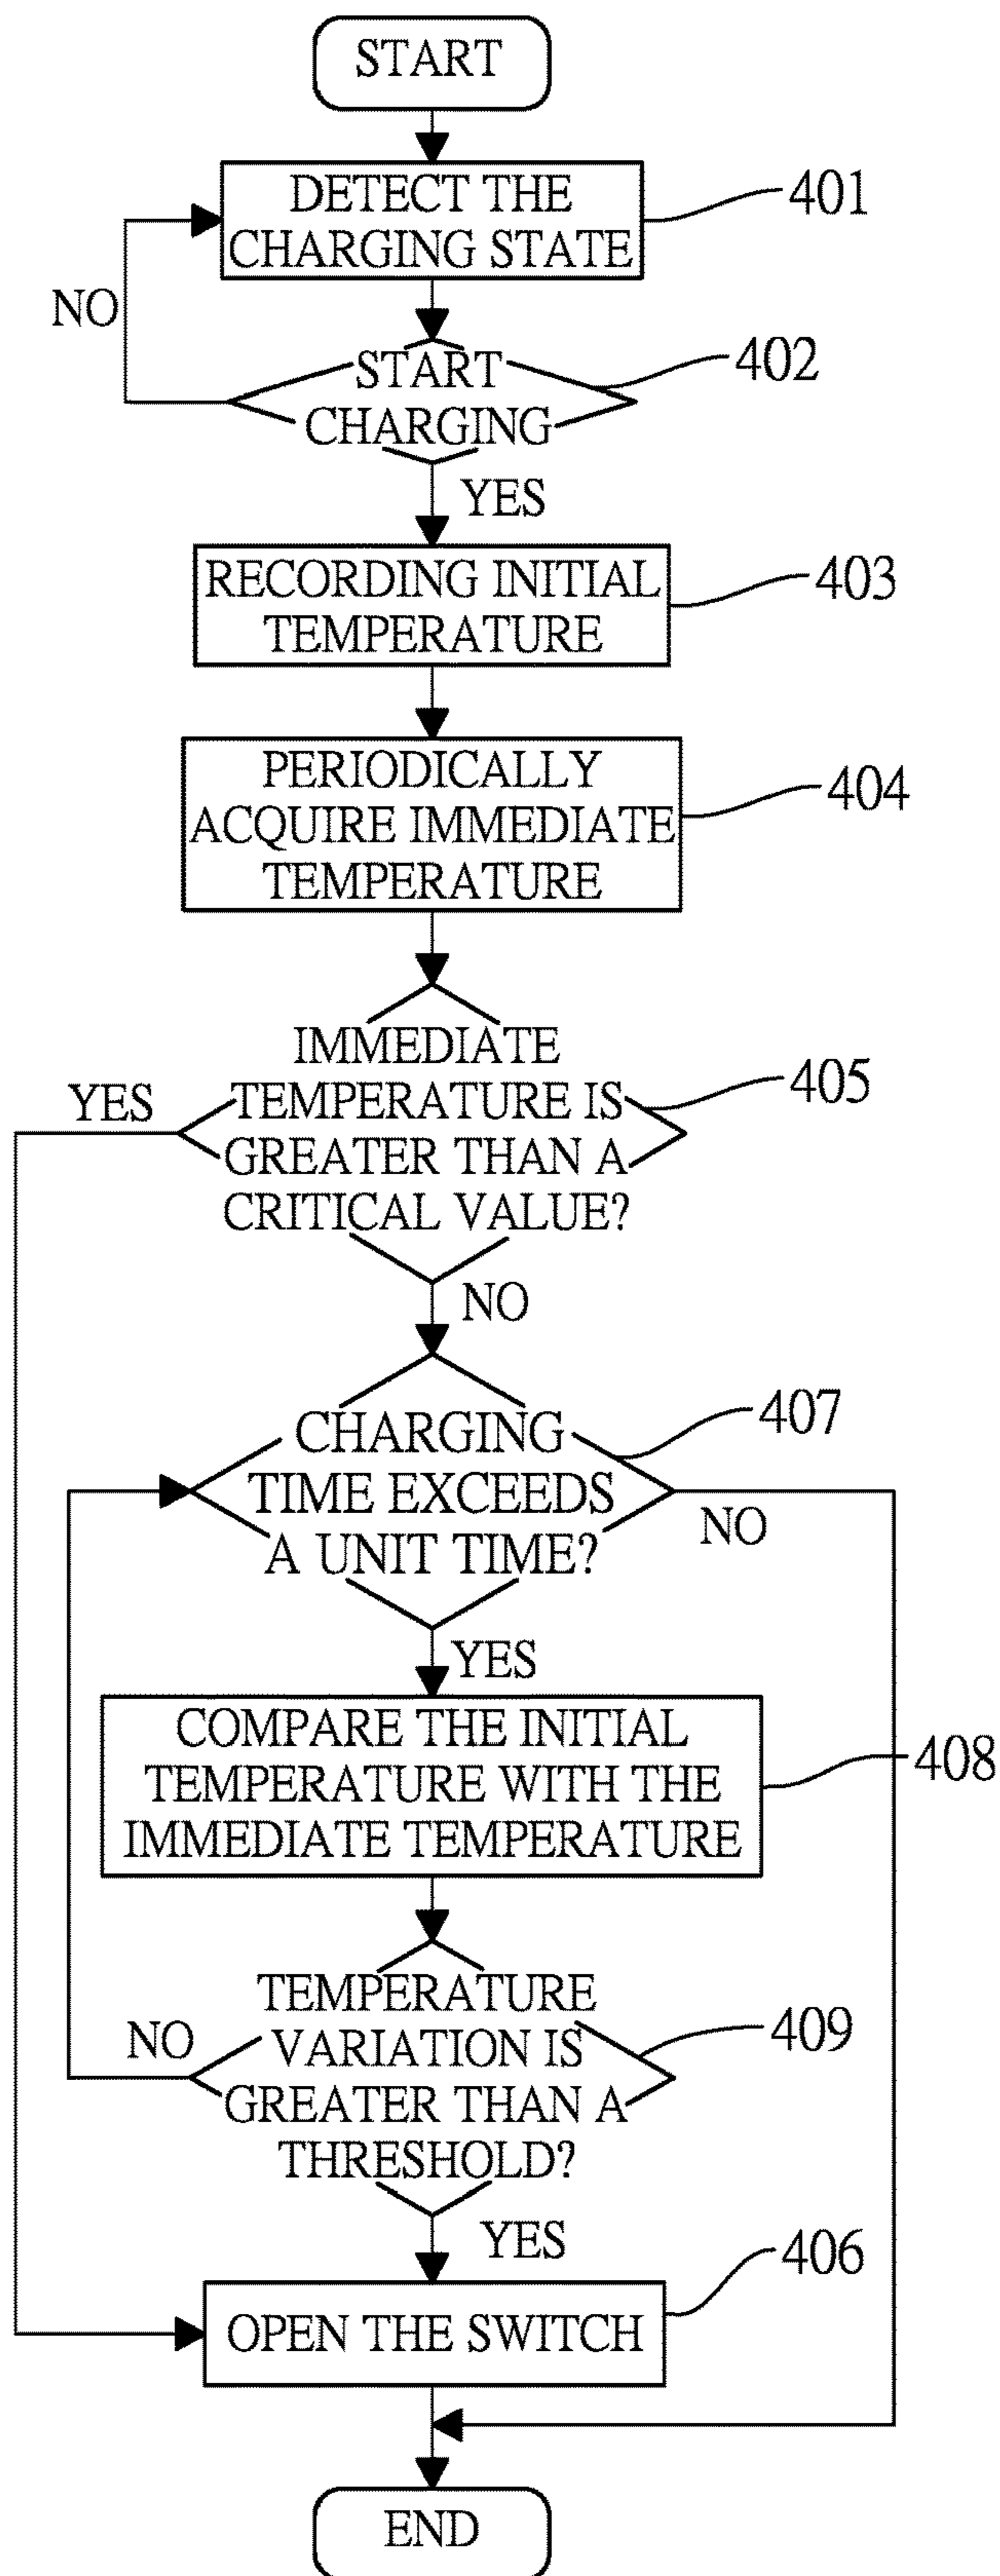 START
DETECT THE
CHARGING STATE
401
NO
START
CHARGING
402
YES
RECORDING INITIAL
TEMPERATURE
403
PERIODICALLY
ACQUIRE IMMEDIATE
TEMPERATURE
404
IMMEDIATE
TEMPERATURE IS
GREATER THAN A
CRITICAL VALUE?
405
YES
NO
CHARGING
TIME EXCEEDS
A UNIT TIME?
407
NO
YES
COMPARE THE INITIAL
TEMPERATURE WITH THE
IMMEDIATE TEMPERATURE
408
TEMPERATURE
VARIATION IS
GREATER THAN A
THRESHOLD?
409
NO
YES
OPEN THE SWITCH
406
END